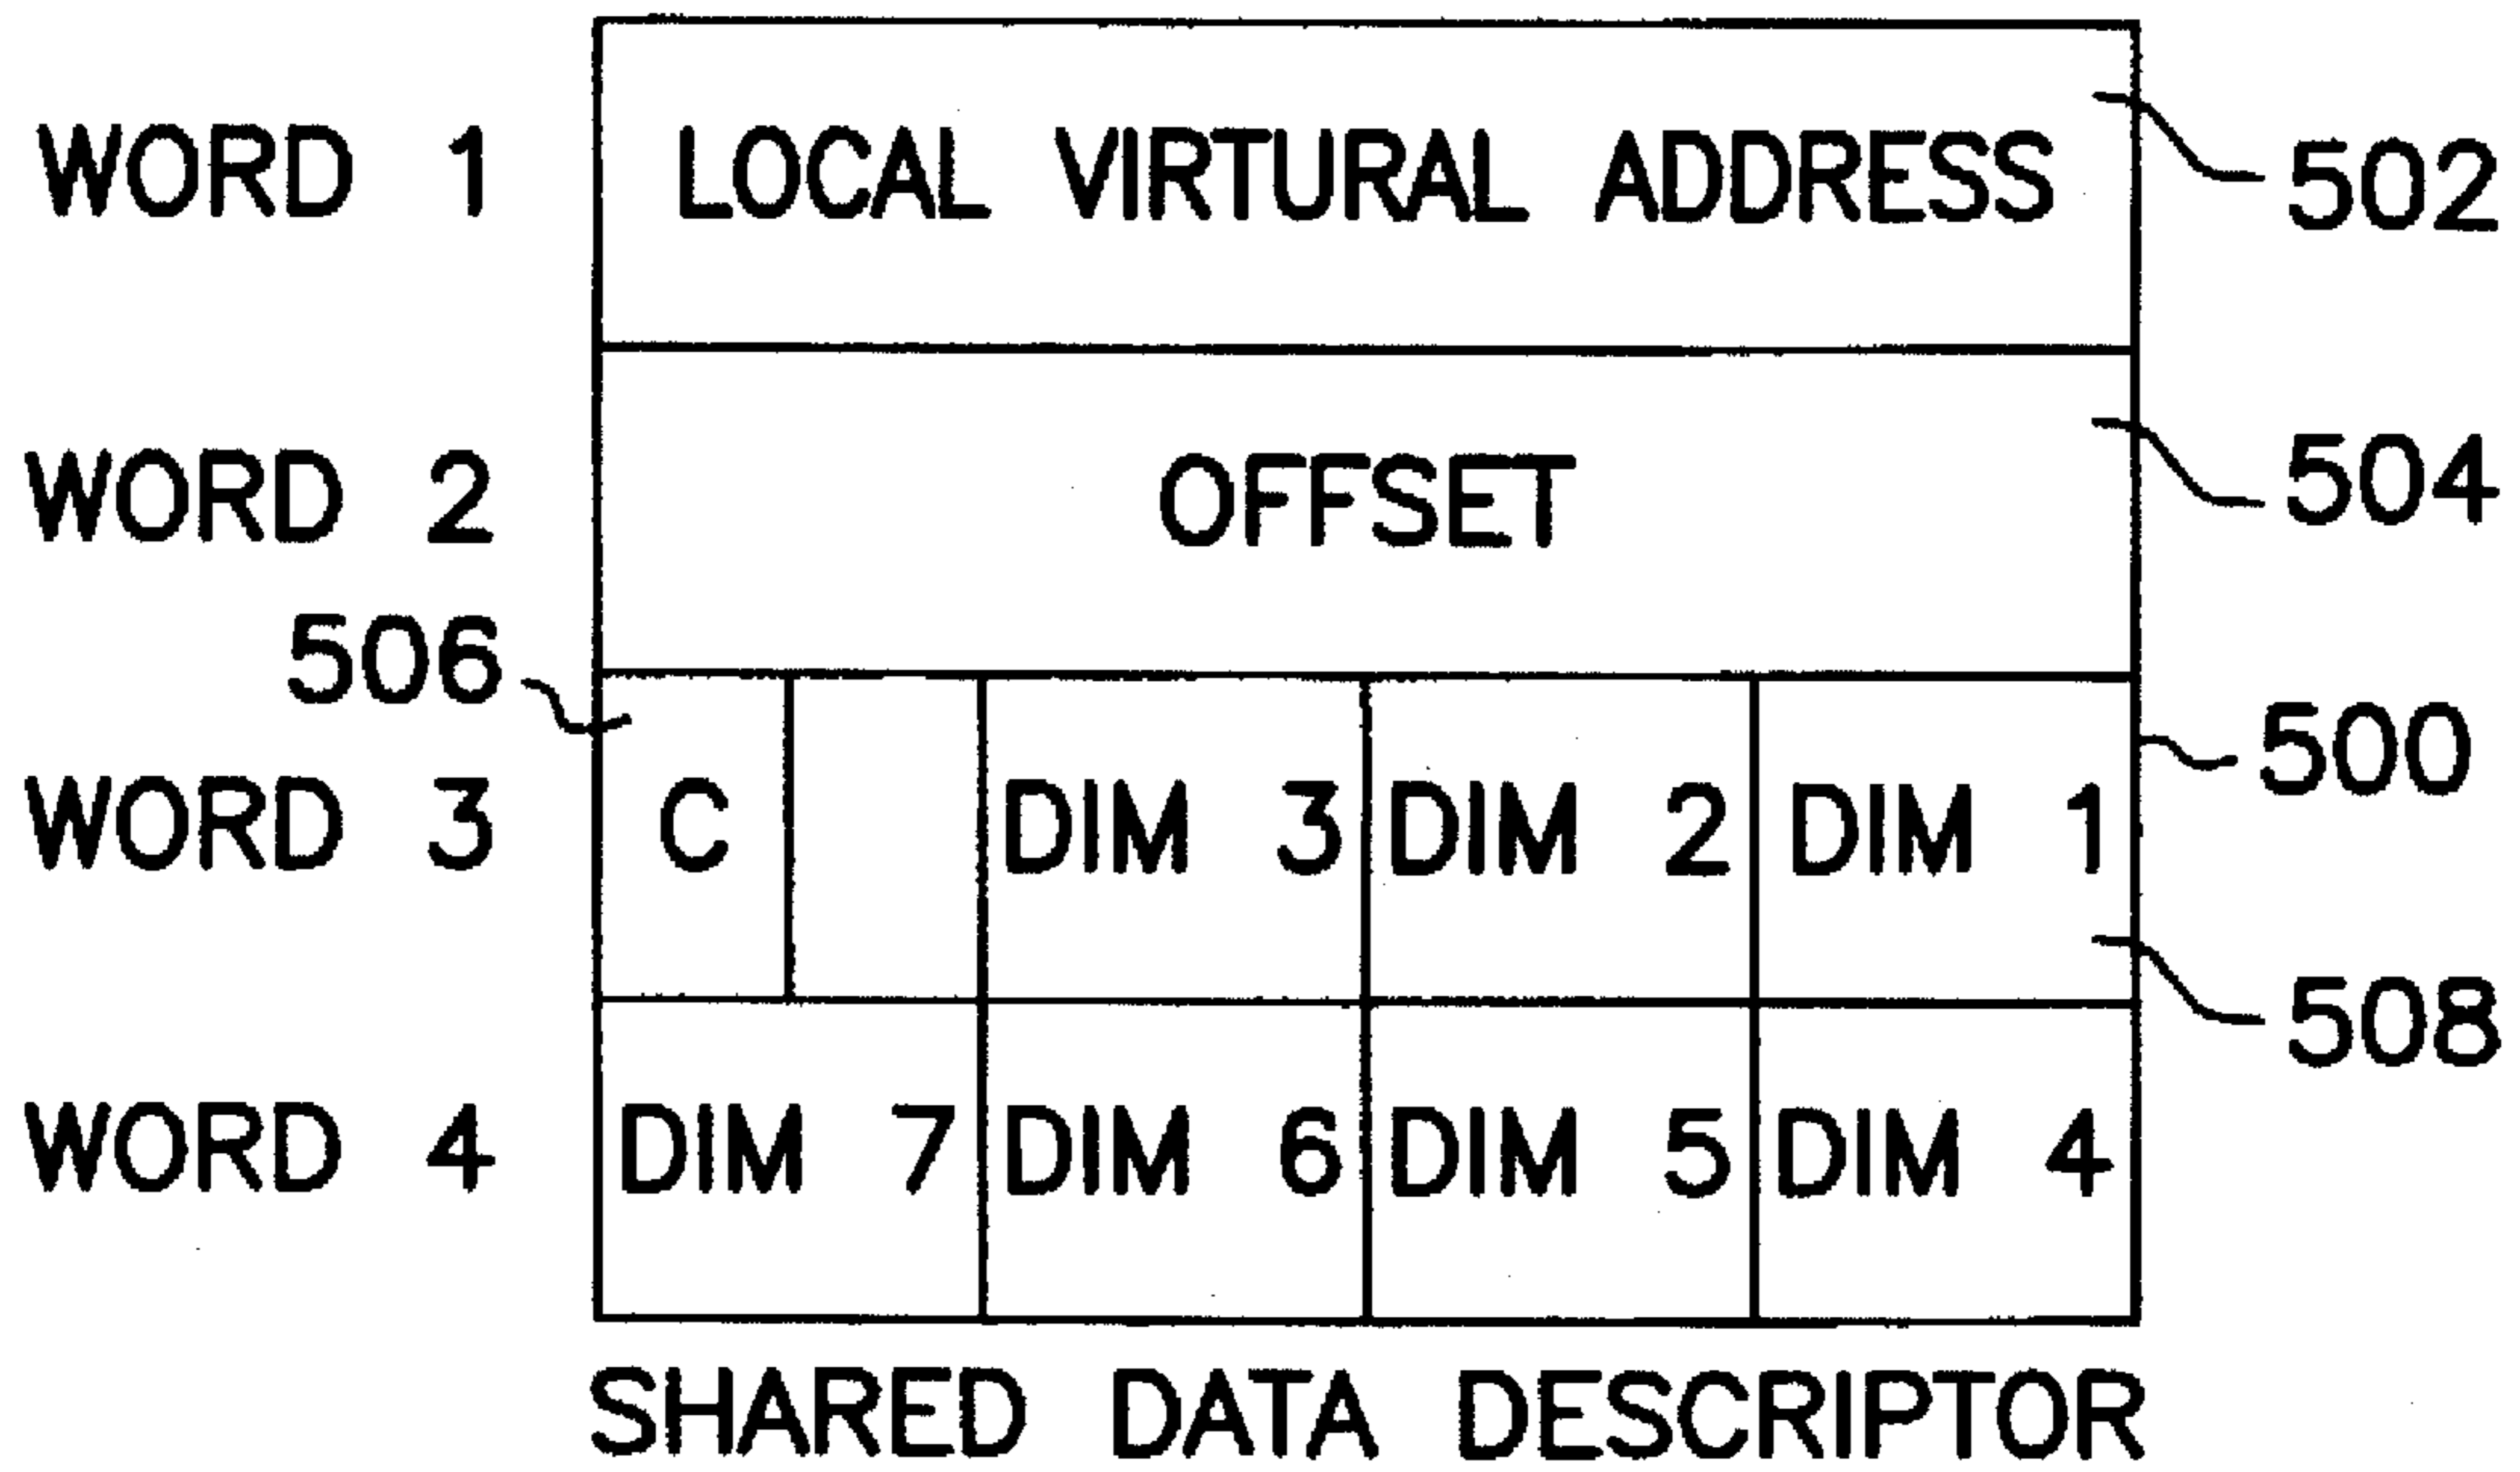 WORD 1 LOCAL VIRTURAL ADDRESS 502
WORD 2 OFFSET 504
506
WORD 3 C DIM 3 DIM 2 DIM 1 500
508
WORD 4 DIM 7 DIM 6 DIM 5 DIM 4
SHARED DATA DESCRIPTOR